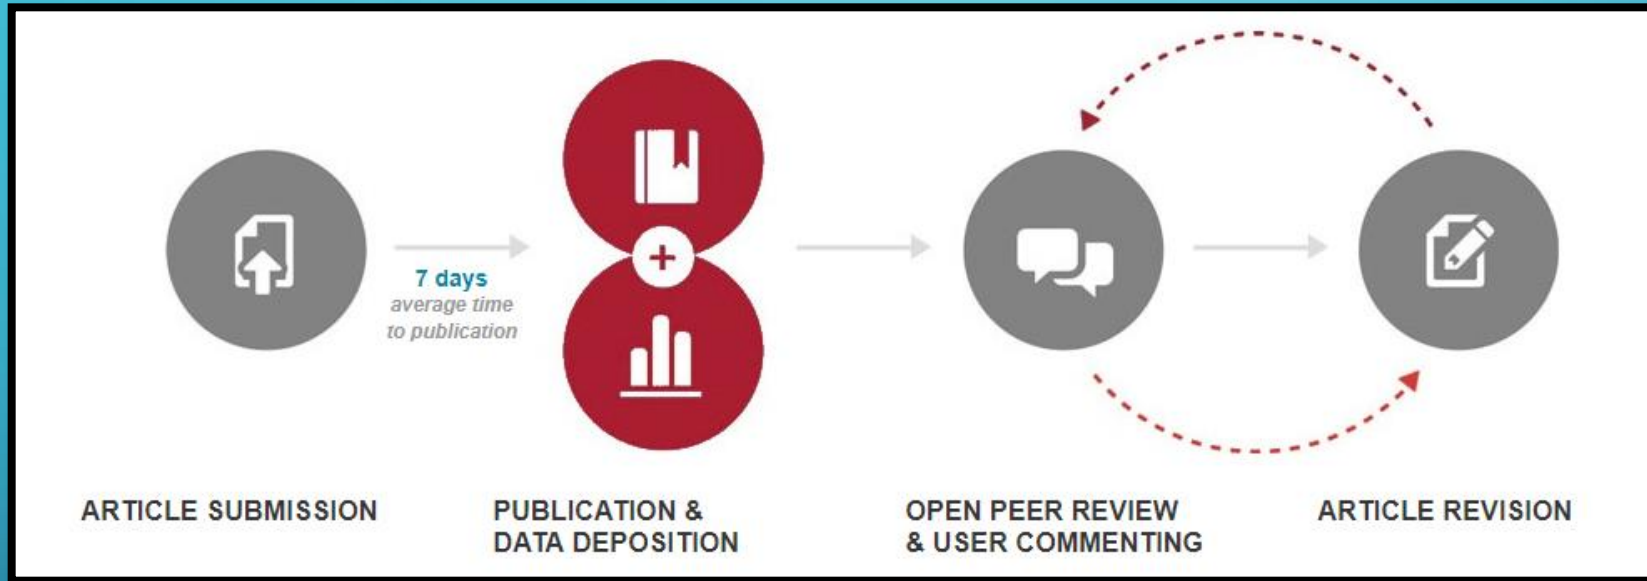 7 days
average time
to publication
ARTICLE SUBMISSION
PUBLICATION &
DATA DEPOSITION
OPEN PEER REVIEW
& USER COMMENTING
ARTICLE REVISION